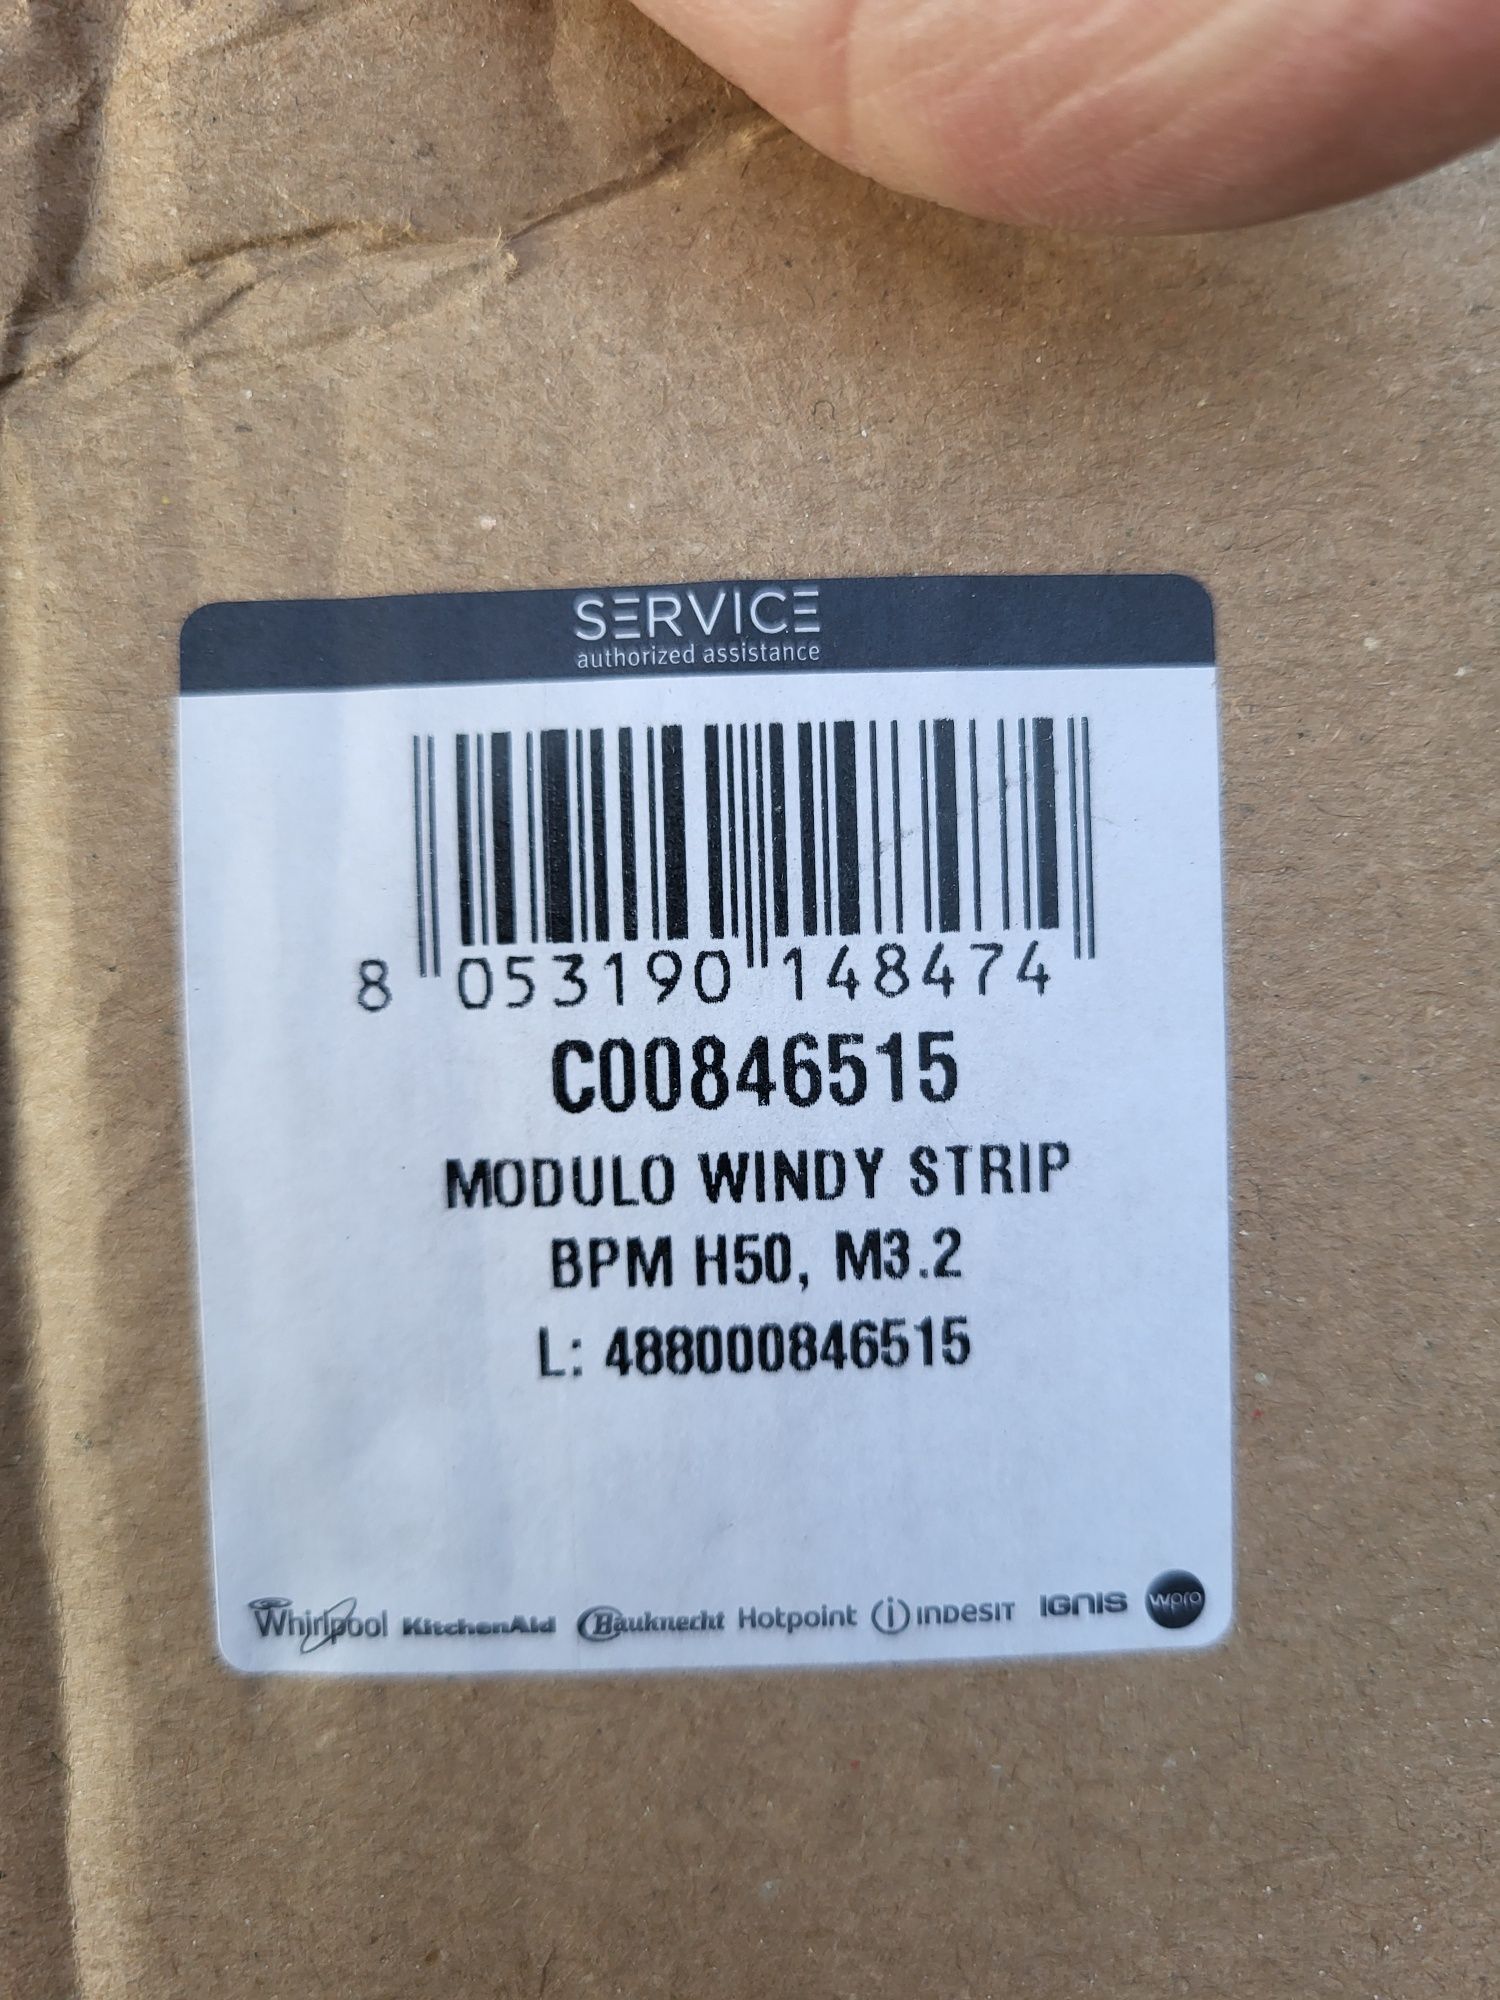 SERVICE
authorized assistance
8 053190 148474
C00846515
MODULO WINDY STRIP
BPM H50, M3.2
L: 488000846515
Whirlpool KitchenAid Bauknecht Hotpoint i INDESIT IGNIS wpro